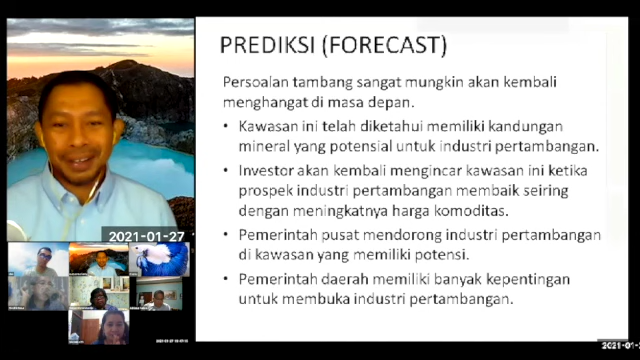 PREDIKSI (FORECAST)
Persoalan tambang sangat mungkin akan kembali
menghangat di masa depan.
• Kawasan ini telah diketahui memiliki kandungan
mineral yang potensial untuk industri pertambangan.
• Investor akan kembali mengincar kawasan ini ketika
prospek industri pertambangan membaik seiring
dengan meningkatnya harga komoditas.
• Pemerintah pusat mendorong industri pertambangan
di kawasan yang memiliki potensi.
• Pemerintah daerah memiliki banyak kepentingan
untuk membuka industri pertambangan.
2021-01-27
2021-01-2